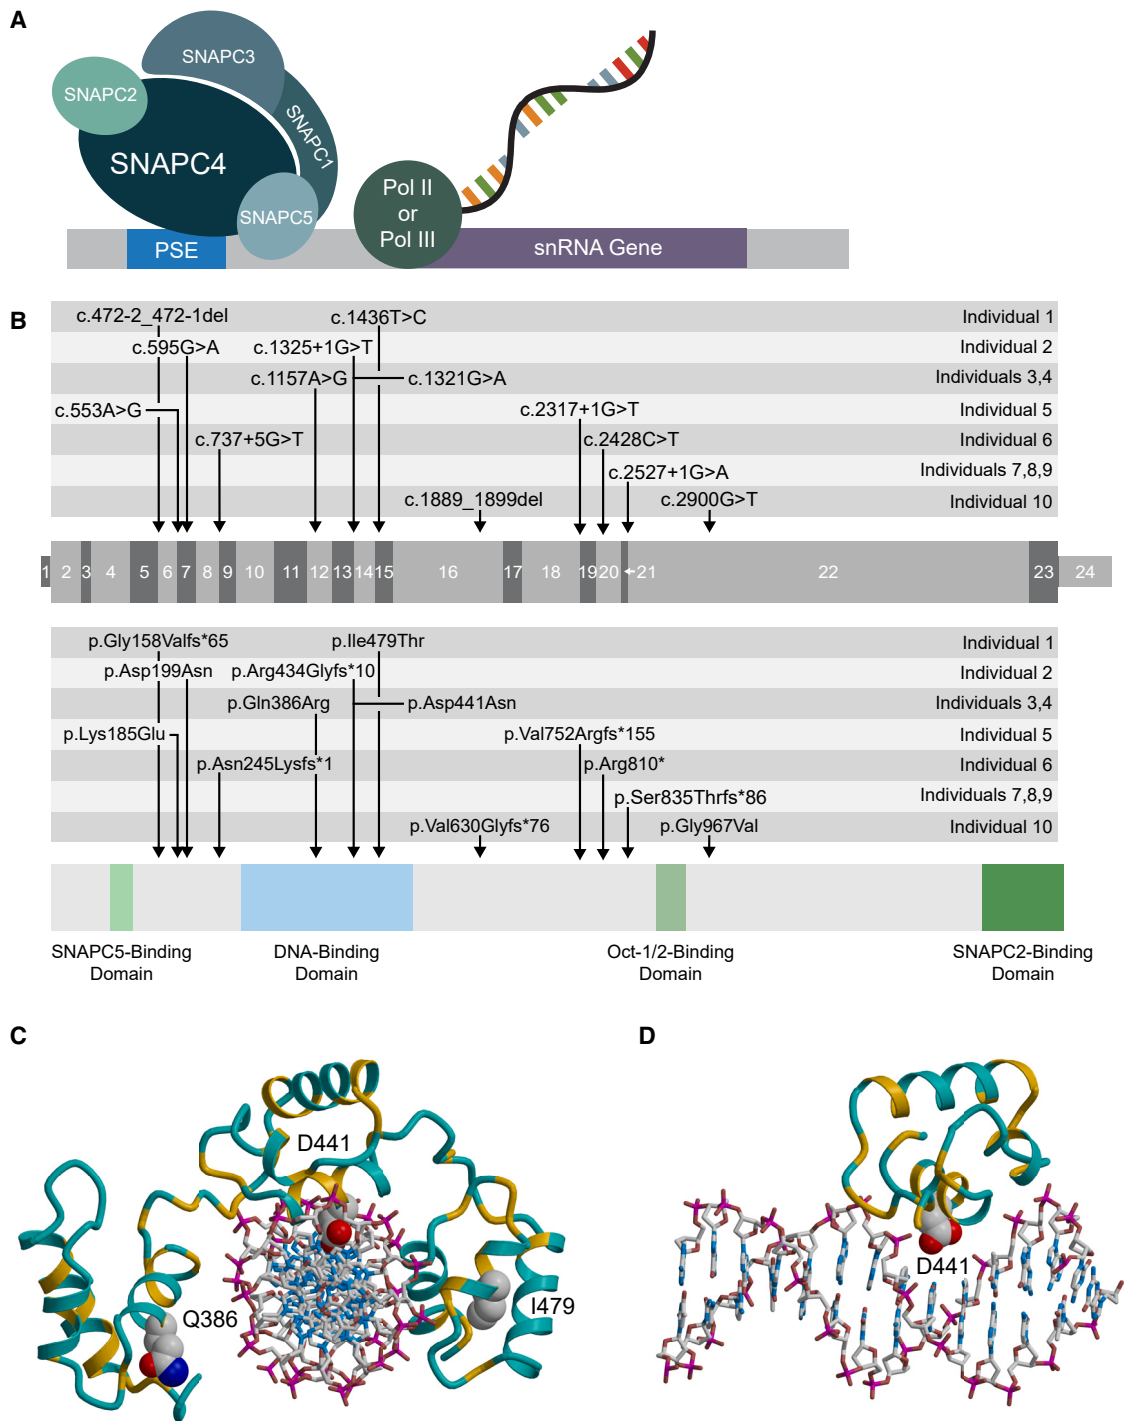 A
SNAPC3
SNAPC2
SNAPC1
SNAPC4
SNAPC5
Pol II
or
Pol III
PSE
snRNA Gene
B
c.472-2_472-1del c.1436T>C Individual 1
c.595G>A c.1325+1G>T Individual 2
c.1157A>G c.1321G>A Individuals 3,4
c.553A>G c.2317+1G>T Individual 5
c.737+5G>T c.2428C>T Individual 6
c.2527+1G>A Individuals 7,8,9
c.1889_1899del c.2900G>T Individual 10
1 2 3 4 5 6 7 8 9 10 11 12 13 14 15 16 17 18 19 20 21 22 23 24
p.Gly158Valfs*65 p.Ile479Thr Individual 1
p.Asp199Asn p.Arg434Glyfs*10 Individual 2
p.Gln386Arg p.Asp441Asn Individuals 3,4
p.Lys185Glu p.Val752Argfs*155 Individual 5
p.Asn245Lysfs*1 p.Arg810* Individual 6
p.Ser835Thrfs*86 Individuals 7,8,9
p.Val630Glyfs*76 p.Gly967Val Individual 10
SNAPC5-Binding
Domain
DNA-Binding
Domain
Oct-1/2-Binding
Domain
SNAPC2-Binding
Domain
C
D441
Q386
I479
D
D441